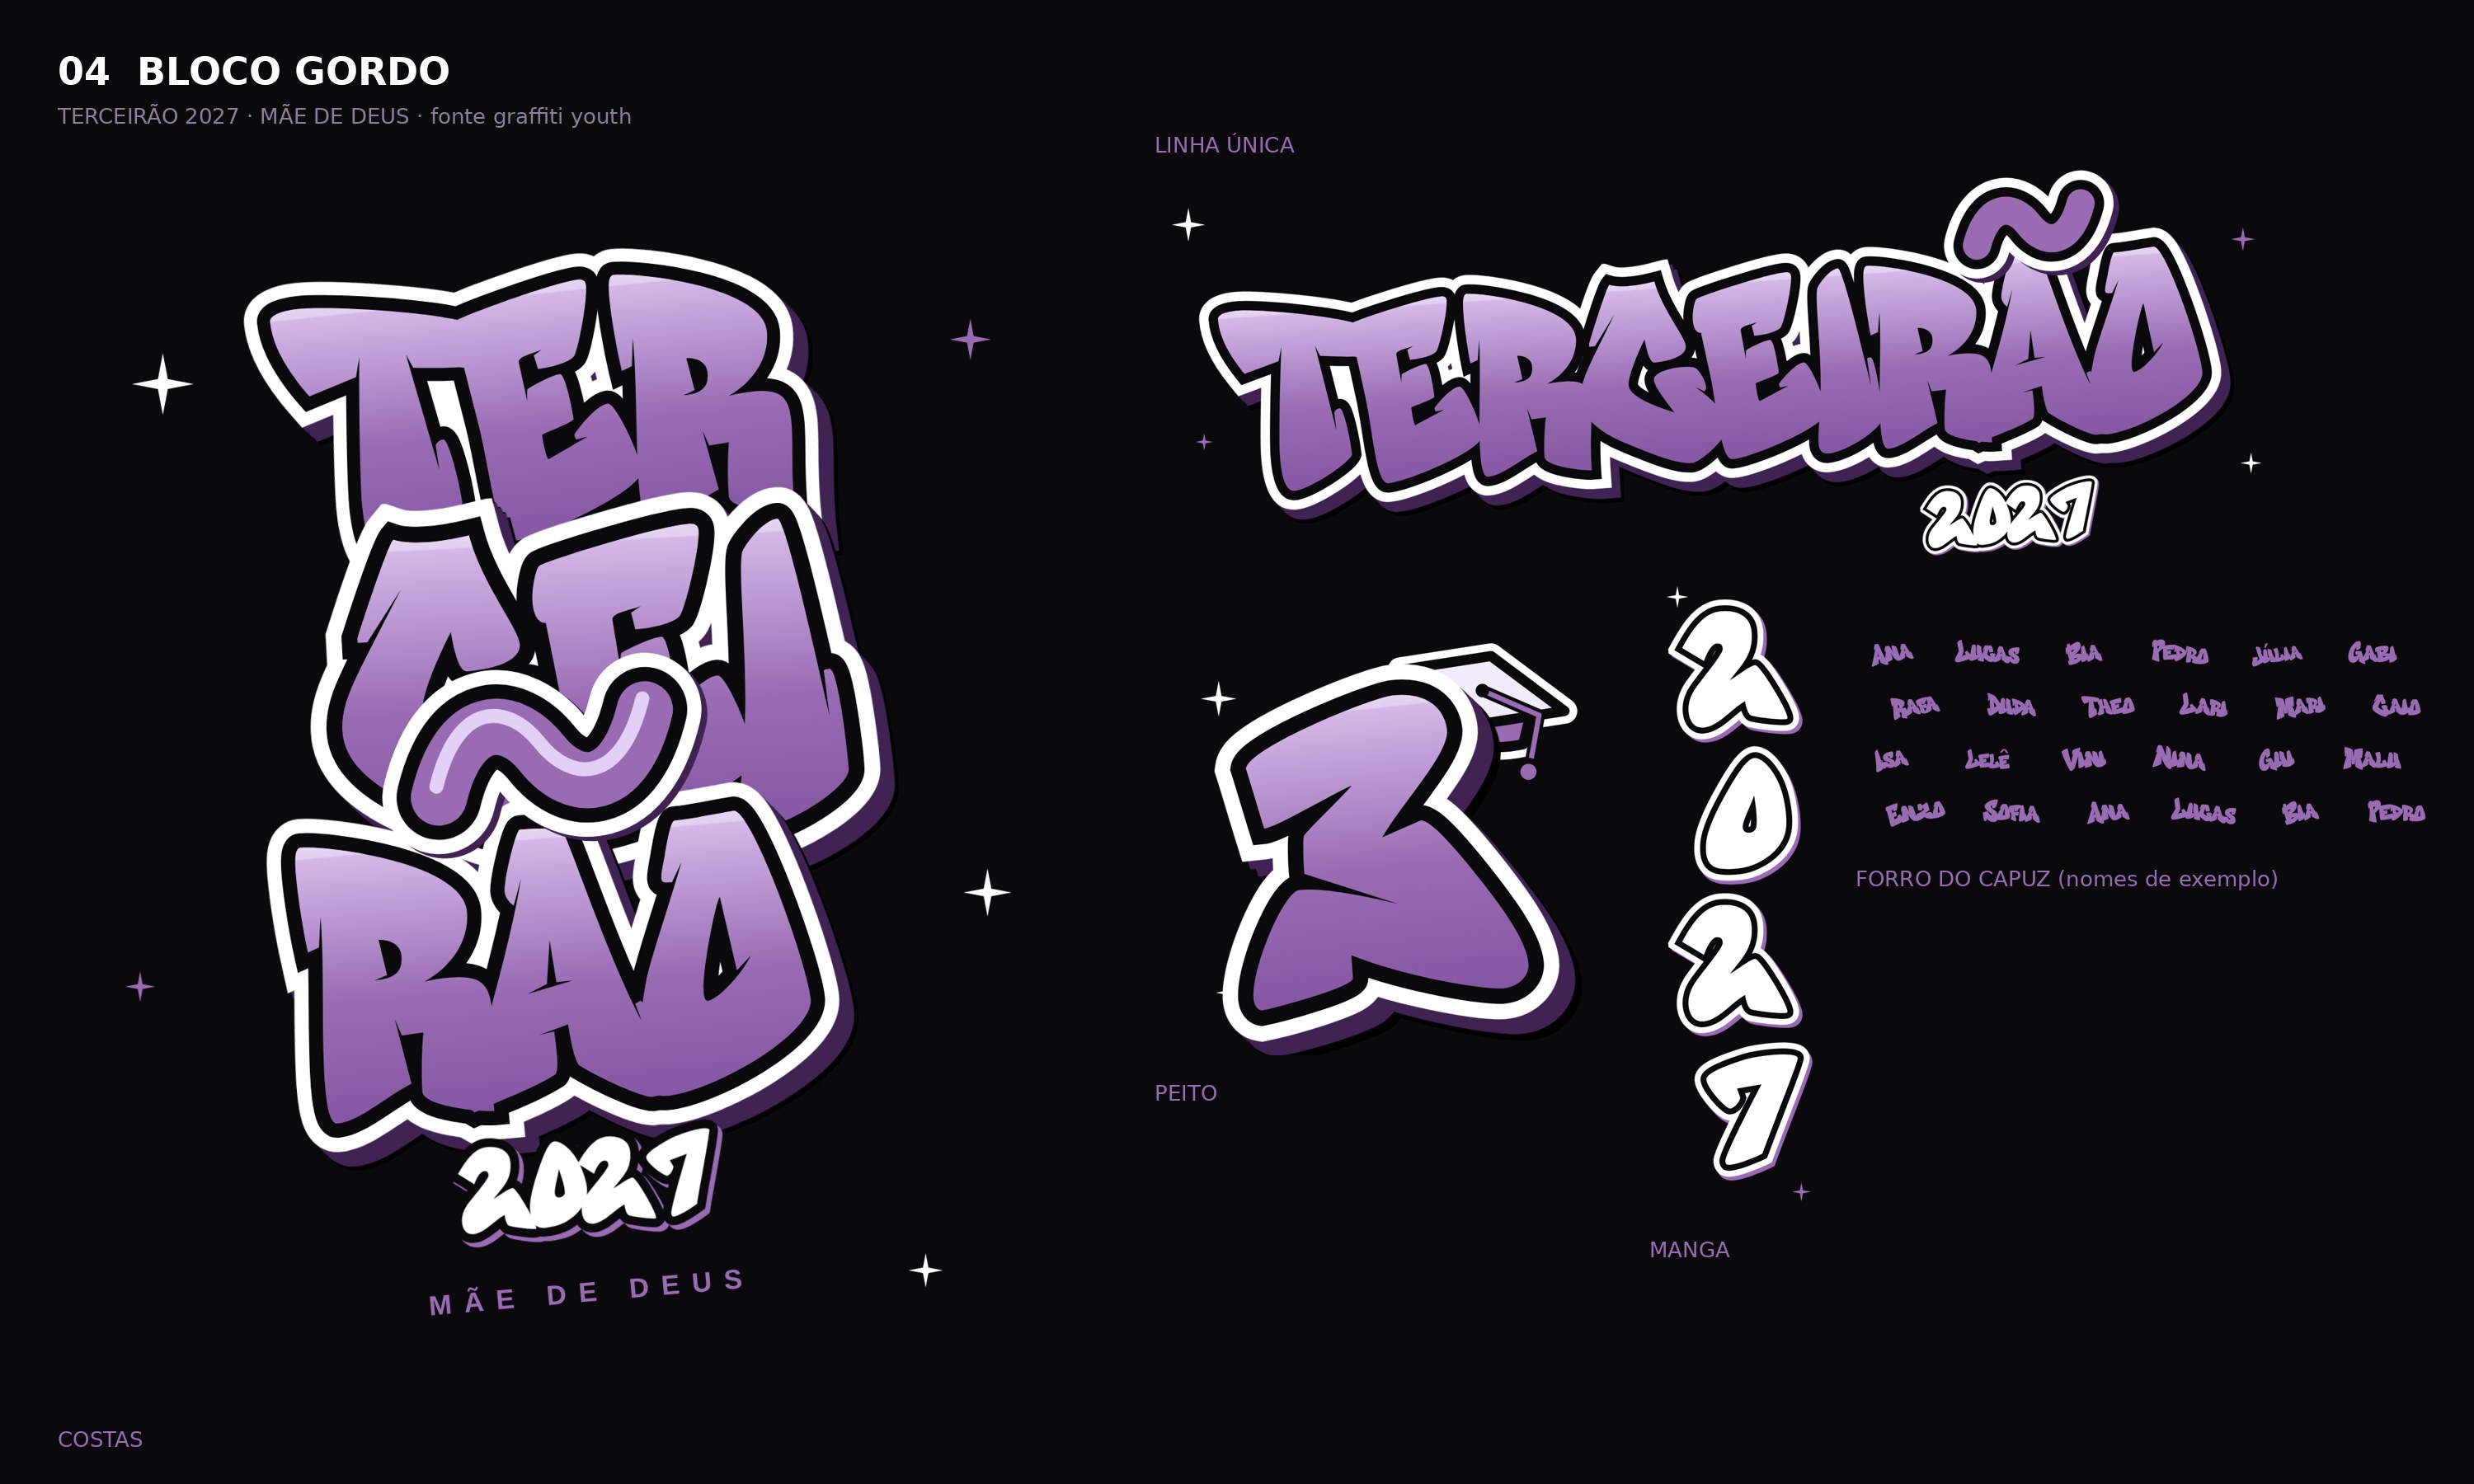 04 BLOCO GORDO
TERCEIRÃO 2027 · MÃE DE DEUS · fonte graffiti youth
TER
CEI
RÃO
2027
MÃE DE DEUS
COSTAS
LINHA ÚNICA
TERCEIRÃO
2027
3
PEITO
2
0
2
7
MANGA
ANA LUCAS BIA PEDRO JÚLIA GABI
RAFA DUDA THEO LARI MARI CAIO
ISA LELÊ VINI NINA GIU MALU
ENZO SOFIA ANA LUCAS BIA PEDRO
FORRO DO CAPUZ (nomes de exemplo)